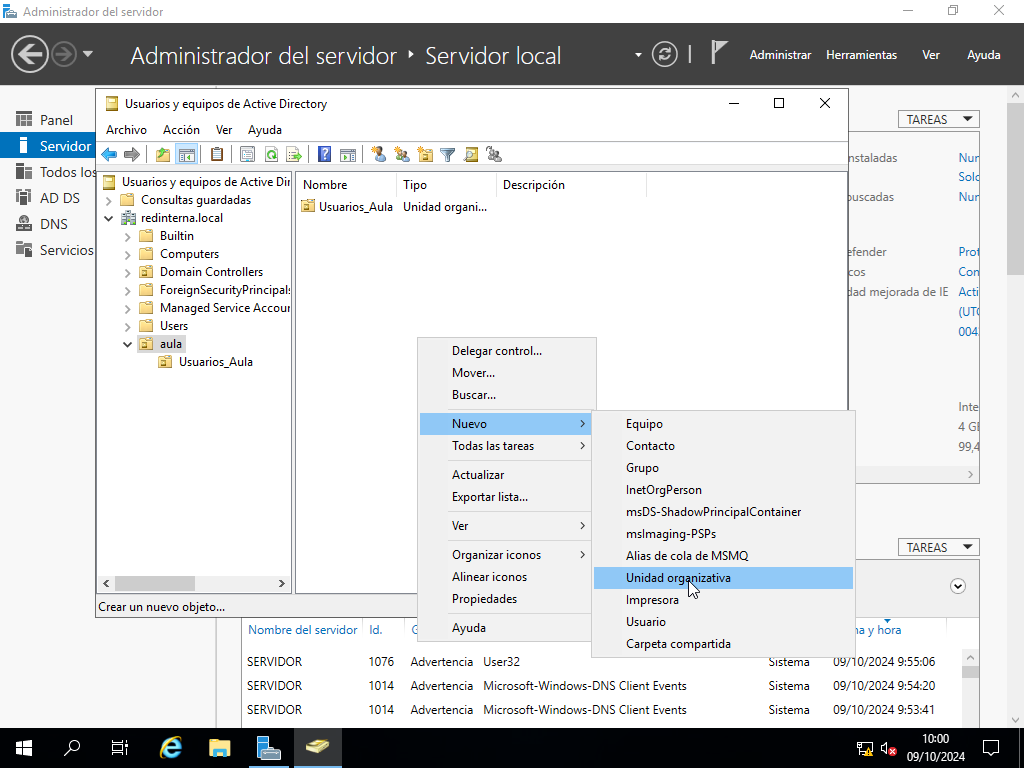 Administrador del servidor
Administrador del servidor ‣ Servidor local
Administrar Herramientas Ver Ayuda
Panel
Servidor
Todos los
AD DS
DNS
Servicios
TAREAS
Usuarios y equipos de Active Directory
Archivo Acción Ver Ayuda
Usuarios y equipos de Active Dir
Consultas guardadas
redinterna.local
Builtin
Computers
Domain Controllers
ForeignSecurityPrincipals
Managed Service Accour
Users
aula
Usuarios_Aula
Nombre Tipo Descripción
Usuarios_Aula Unidad organi...
Crear un nuevo objeto...
Delegar control...
Mover...
Buscar...
Nuevo
Todas las tareas
Actualizar
Exportar lista...
Ver
Organizar iconos
Alinear iconos
Propiedades
Ayuda
Equipo
Contacto
Grupo
InetOrgPerson
msDS-ShadowPrincipalContainer
msImaging-PSPs
Alias de cola de MSMQ
Unidad organizativa
Impresora
Usuario
Carpeta compartida
nstaladas Nun
Solo
buscadas Nun
efender Prot
icos Con
dad mejorada de IE Acti
(UTC
004.
Inte
4 GI
99,4
TAREAS
Nombre del servidor Id. G na y hora
SERVIDOR 1076 Advertencia User32 Sistema 09/10/2024 9:55:06
SERVIDOR 1014 Advertencia Microsoft-Windows-DNS Client Events Sistema 09/10/2024 9:54:20
SERVIDOR 1014 Advertencia Microsoft-Windows-DNS Client Events Sistema 09/10/2024 9:53:41
10:00
09/10/2024